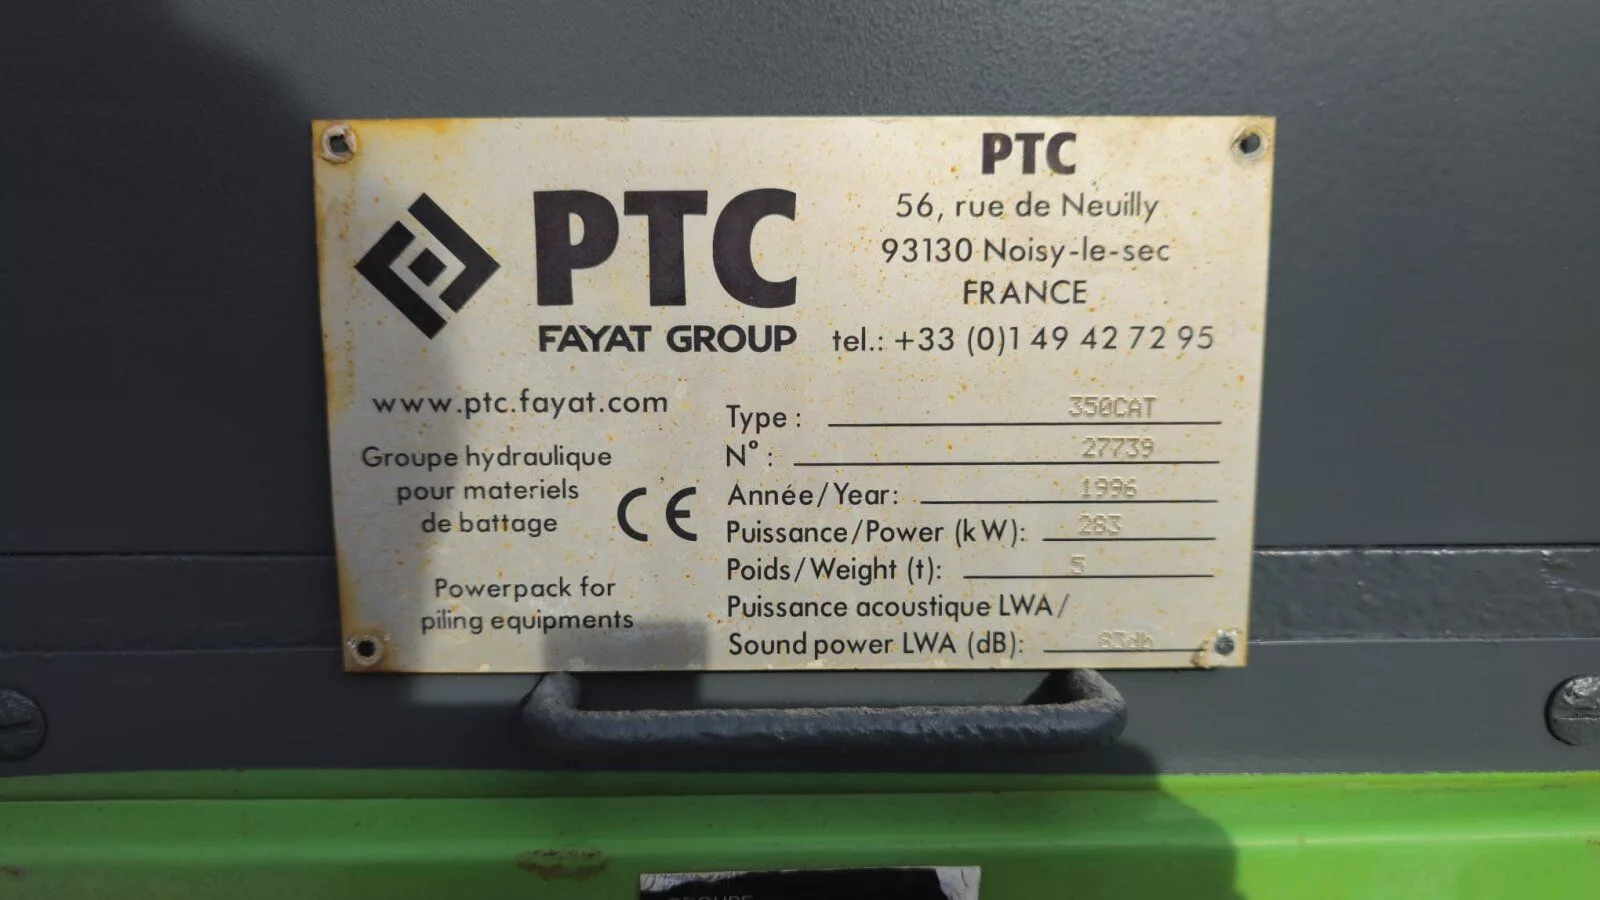 PTC
FAYAT GROUP
PTC
56, rue de Neuilly
93130 Noisy-le-sec
FRANCE
tel.: +33 (0)1 49 42 72 95
www.ptc.fayat.com
Groupe hydraulique
pour materiels
de battage
CE
Powerpack for
piling equipments
Type : 350CAT
N° : 27739
Année/Year: 1996
Puissance/Power (kW): 263
Poids/Weight (t): 5
Puissance acoustique LWA/
Sound power LWA (dB): 83db